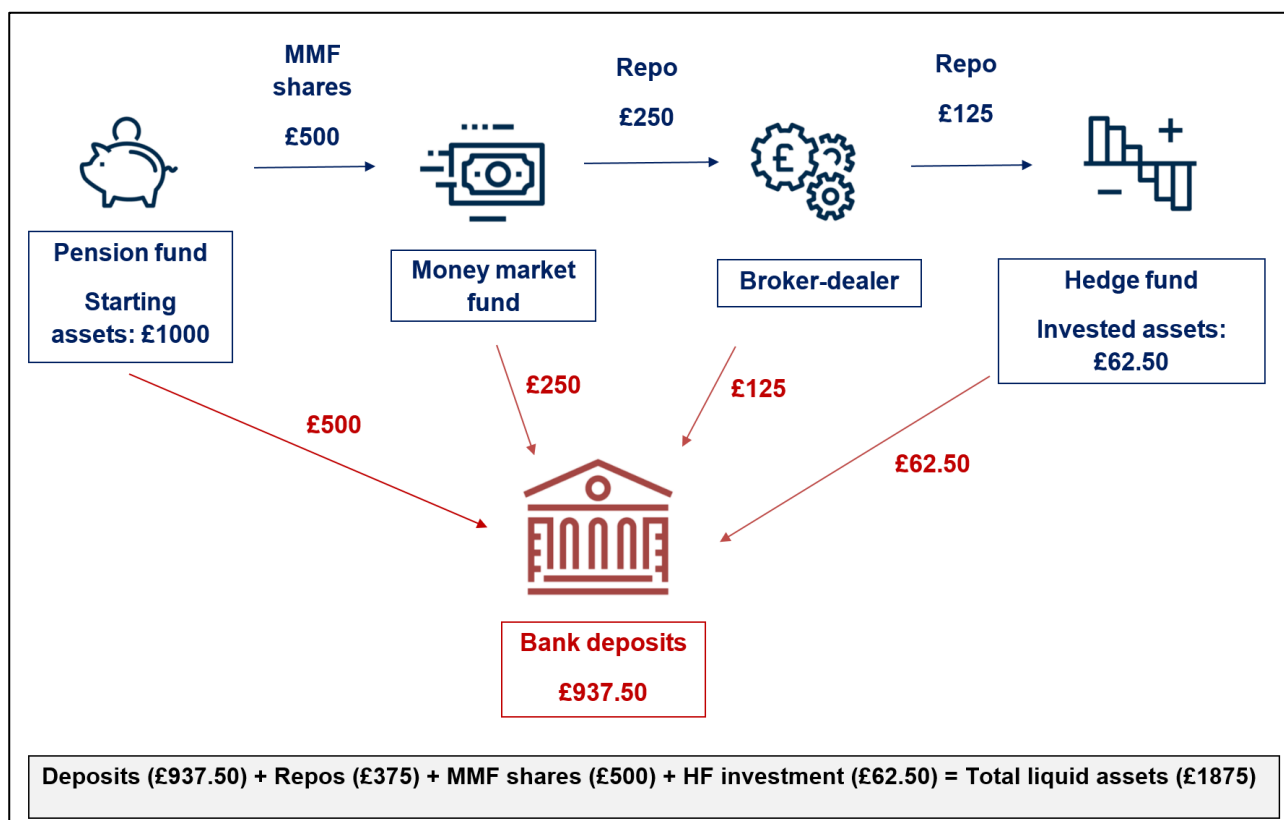 MMF
shares
£500
Repo
£250
Repo
£125
£
Pension fund
Starting
assets: £1000
Money market
fund
Broker-dealer
Hedge fund
Invested assets:
£62.50
£500
£250
£125
£62.50
Bank deposits
£937.50
Deposits (£937.50) + Repos (£375) + MMF shares (£500) + HF investment (£62.50) = Total liquid assets (£1875)